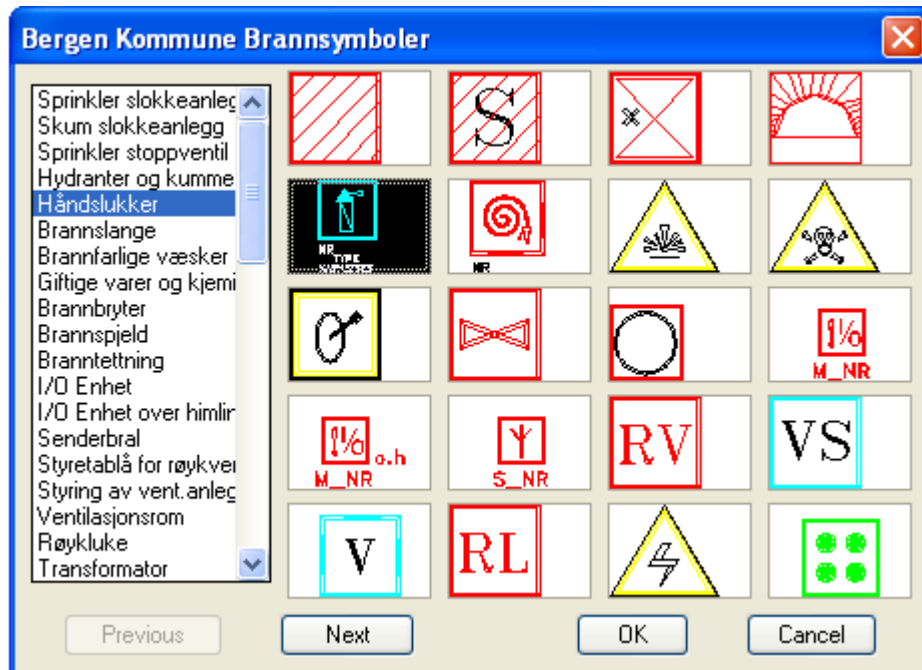 Bergen Kommune Brannsymboler
Sprinkler slokkeanleg
Skum slokkeanlegg
Sprinkler stoppventil
Hydranter og kumme
Håndslukker
Brannslange
Brannfarlige væsker
Giftige varer og kjemi
Brannbryter
Brannspjeld
Branntettning
I/O Enhet
I/O Enhet over himlin
Senderbral
Styretablå for røykver
Styring av vent.anleg
Ventilasjonsrom
Røykluke
Transformator
S
NR
TYPE
NR
I/O
M_NR
I/O o.h
M_NR
S_NR
RV
VS
V
RL
Previous
Next
OK
Cancel